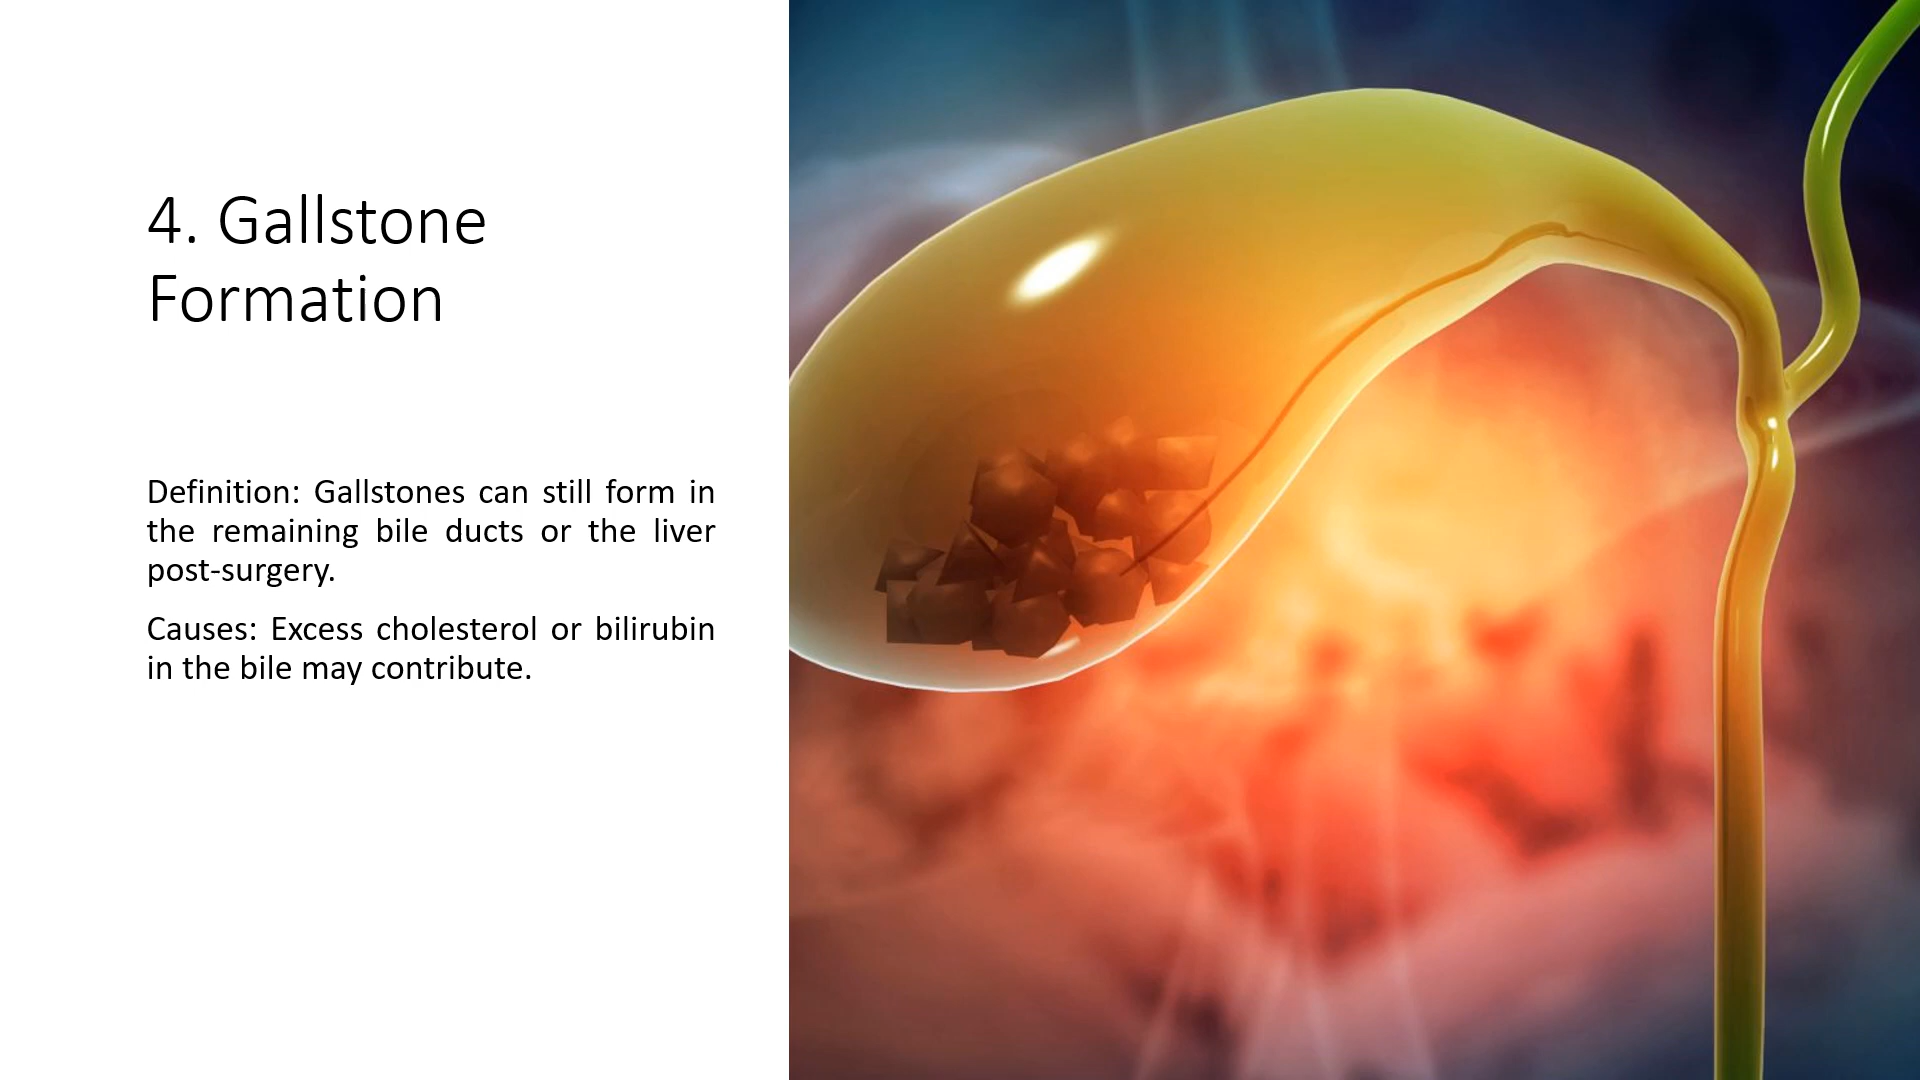 4. Gallstone
Formation
Definition: Gallstones can still form in
the remaining bile ducts or the liver
post-surgery.
Causes: Excess cholesterol or bilirubin
in the bile may contribute.